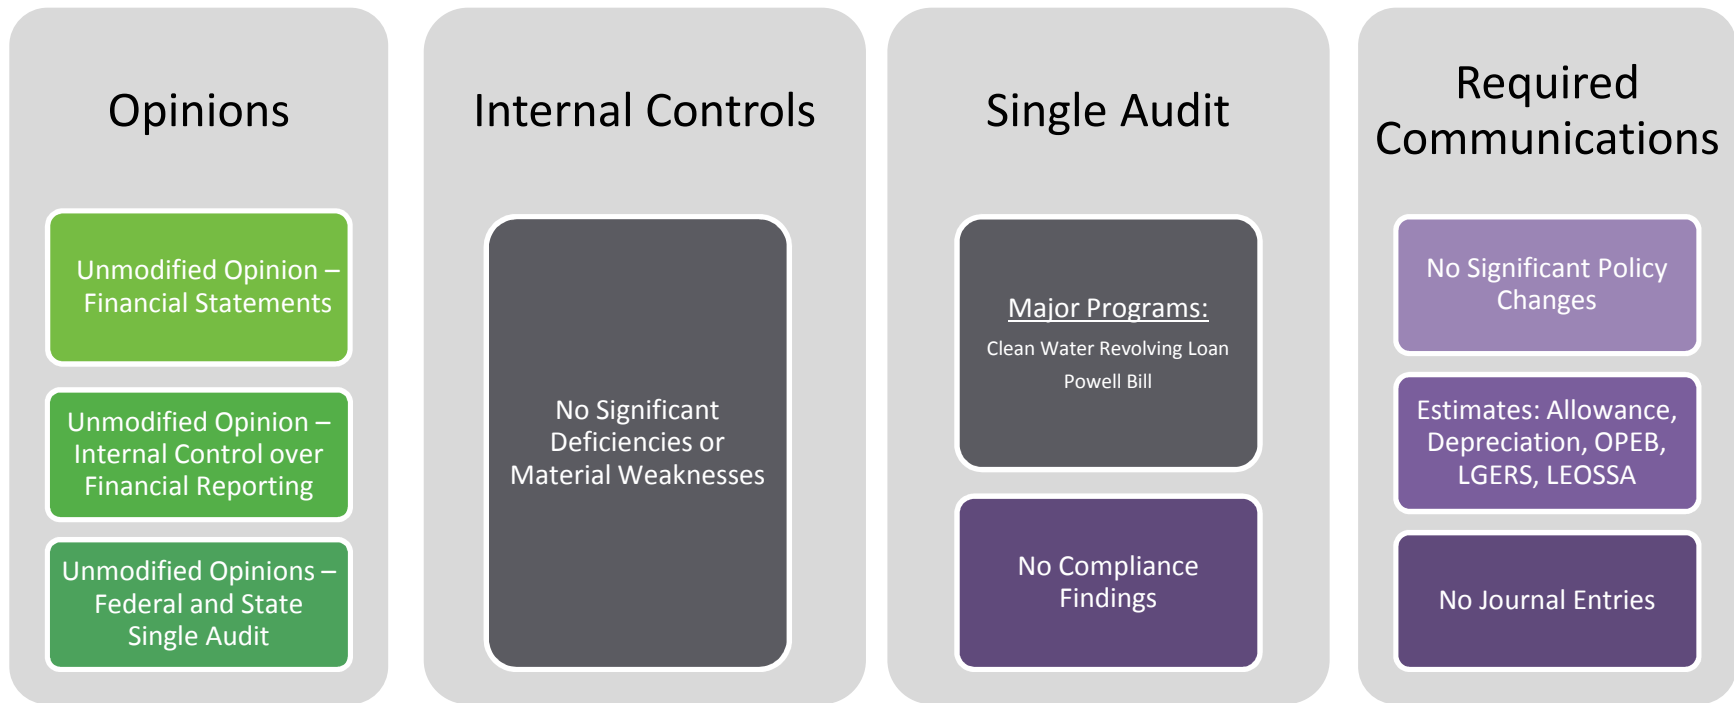 Opinions
Unmodified Opinion –
Financial Statements
Unmodified Opinion –
Internal Control over
Financial Reporting
Unmodified Opinions –
Federal and State
Single Audit
Internal Controls
No Significant
Deficiencies or
Material Weaknesses
Single Audit
Major Programs:
Clean Water Revolving Loan
Powell Bill
No Compliance
Findings
Required
Communications
No Significant Policy
Changes
Estimates: Allowance,
Depreciation, OPEB,
LGERS, LEOSSA
No Journal Entries